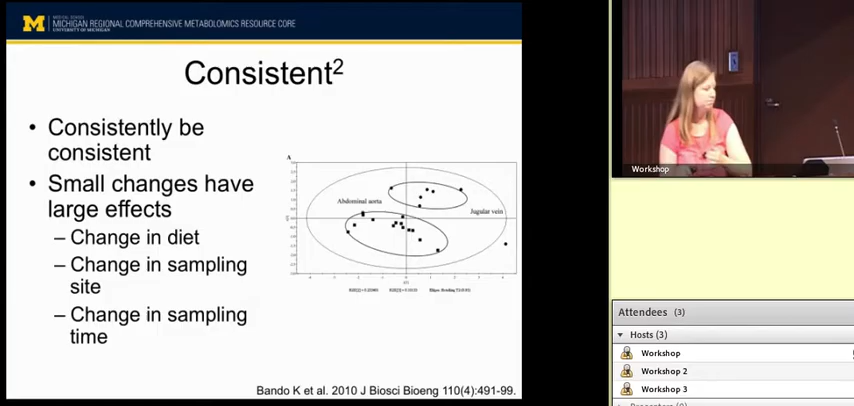 M
MEDICAL SCHOOL
MICHIGAN REGIONAL COMPREHENSIVE METABOLOMICS RESOURCE CORE
UNIVERSITY OF MICHIGAN
Consistent²
• Consistently be
consistent
• Small changes have
large effects
– Change in diet
– Change in sampling
site
– Change in sampling
time
A
Abdominal aorta
Jugular vein
Bando K et al. 2010 J Biosci Bioeng 110(4):491-99.
Workshop
Attendees (3)
Hosts (3)
Workshop
Workshop 2
Workshop 3